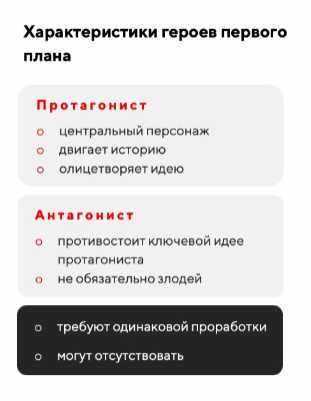 Характеристики героев первого
плана
Протагонист
центральный персонаж
двигает историю
олицетворяет идею
Антагонист
противостоит ключевой идее
протагониста
не обязательно злодей
требуют одинаковой проработки
могут отсутствовать